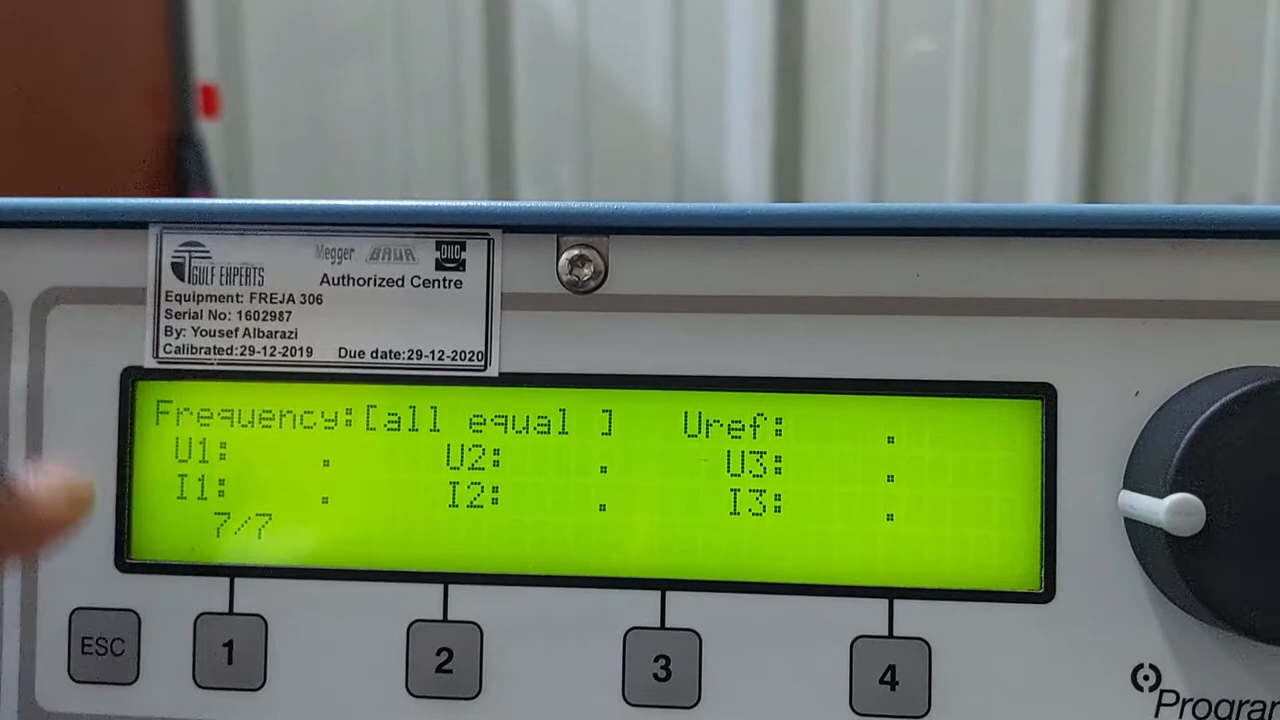 GULF EXPERTS
Megger BAUR DILO
Authorized Centre
Equipment: FREJA 306
Serial No: 1602987
By: Yousef Albarazi
Calibrated:29-12-2019 Due date:29-12-2020
Frequency:[all equal ] Uref: .
U1: . U2: . U3: .
I1: . I2: . I3: .
7/7
ESC 1 2 3 4
Program